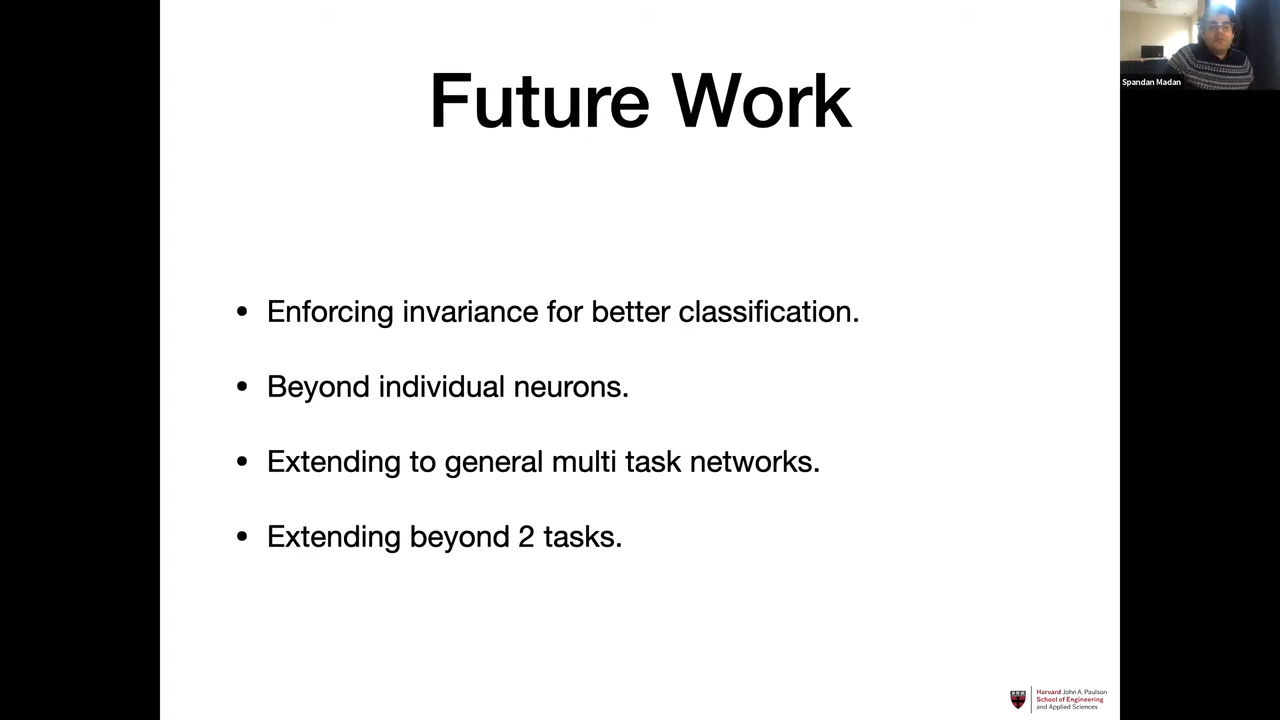 Future Work
Spandan Madan
• Enforcing invariance for better classification.
• Beyond individual neurons.
• Extending to general multi task networks.
• Extending beyond 2 tasks.
Harvard John A. Paulson
School of Engineering
and Applied Sciences